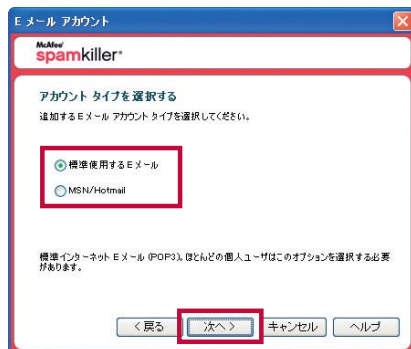 E メール アカウント
McAfee
spamkiller
アカウント タイプを選択する
追加する E メール アカウント タイプを選択してください。
標準使用する E メール
MSN/Hotmail
標準インターネット E メール (POP3)。ほとんどの個人ユーザはこのオプションを選択する必要
があります。
< 戻る 次へ > キャンセル ヘルプ